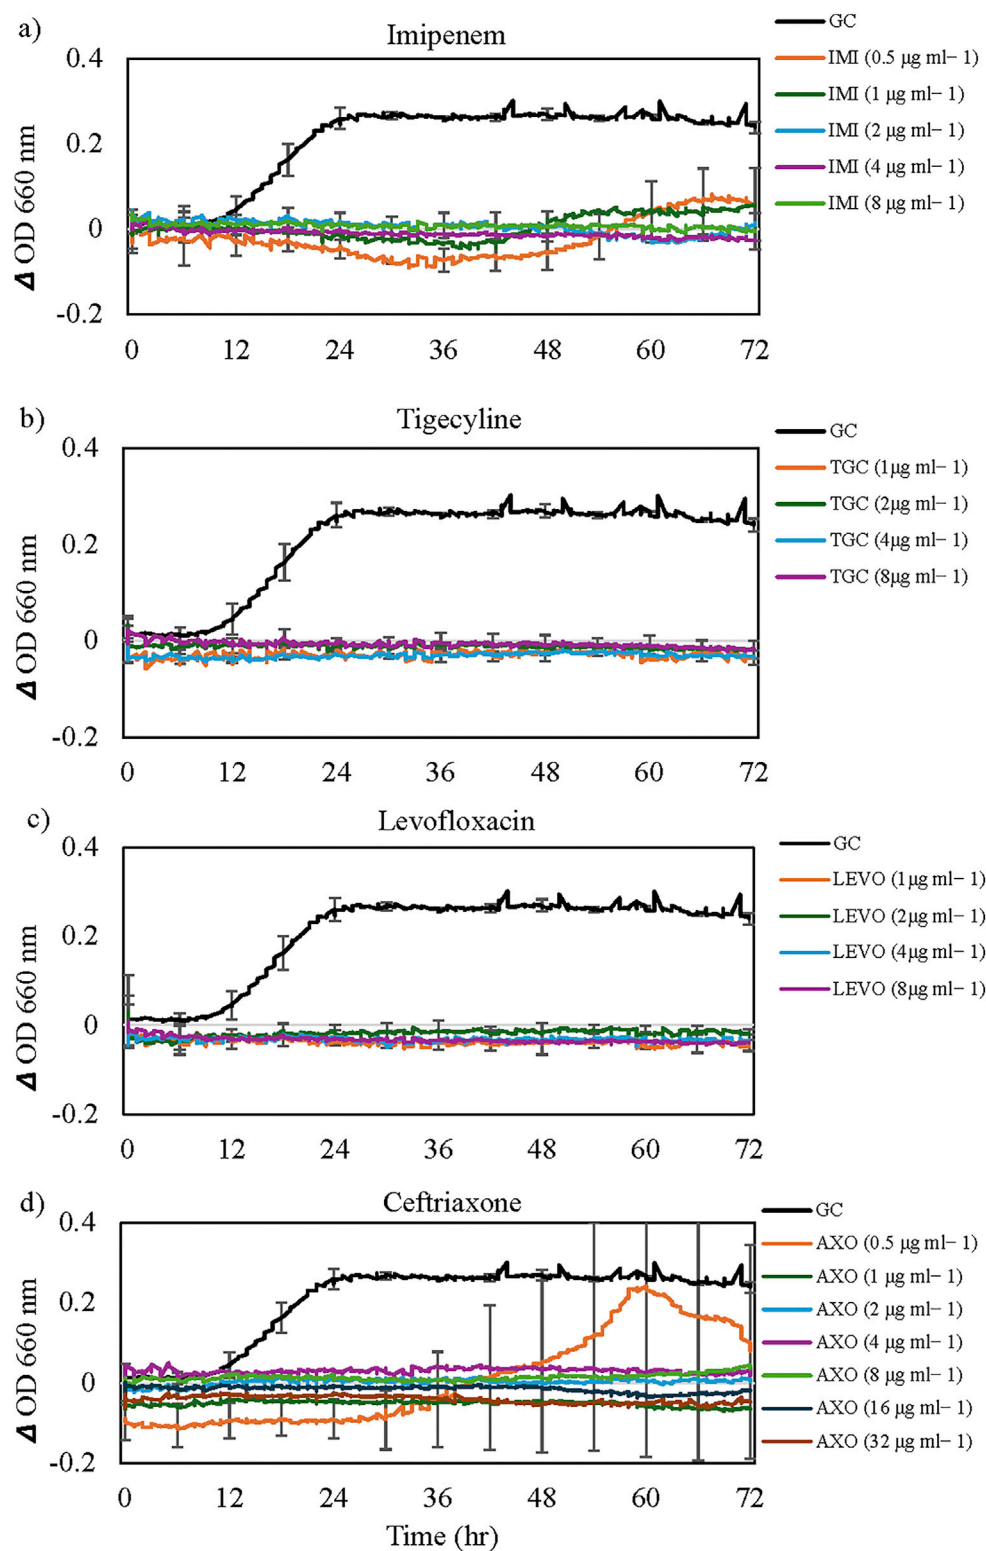 a)
Imipenem
GC
IMI (0.5 µg ml− 1)
IMI (1 µg ml− 1)
IMI (2 µg ml− 1)
IMI (4 µg ml− 1)
IMI (8 µg ml− 1)
Δ OD 660 nm
0.4
0.2
0
-0.2
0 12 24 36 48 60 72
b)
Tigecyline
GC
TGC (1µg ml− 1)
TGC (2µg ml− 1)
TGC (4µg ml− 1)
TGC (8µg ml− 1)
Δ OD 660 nm
0.4
0.2
0
-0.2
0 12 24 36 48 60 72
c)
Levofloxacin
GC
LEVO (1µg ml− 1)
LEVO (2µg ml− 1)
LEVO (4µg ml− 1)
LEVO (8µg ml− 1)
Δ OD 660 nm
0.4
0.2
0
-0.2
0 12 24 36 48 60 72
d)
Ceftriaxone
GC
AXO (0.5 µg ml− 1)
AXO (1 µg ml− 1)
AXO (2 µg ml− 1)
AXO (4 µg ml− 1)
AXO (8 µg ml− 1)
AXO (16 µg ml− 1)
AXO (32 µg ml− 1)
Δ OD 660 nm
0.4
0.2
0
-0.2
0 12 24 36 48 60 72
Time (hr)